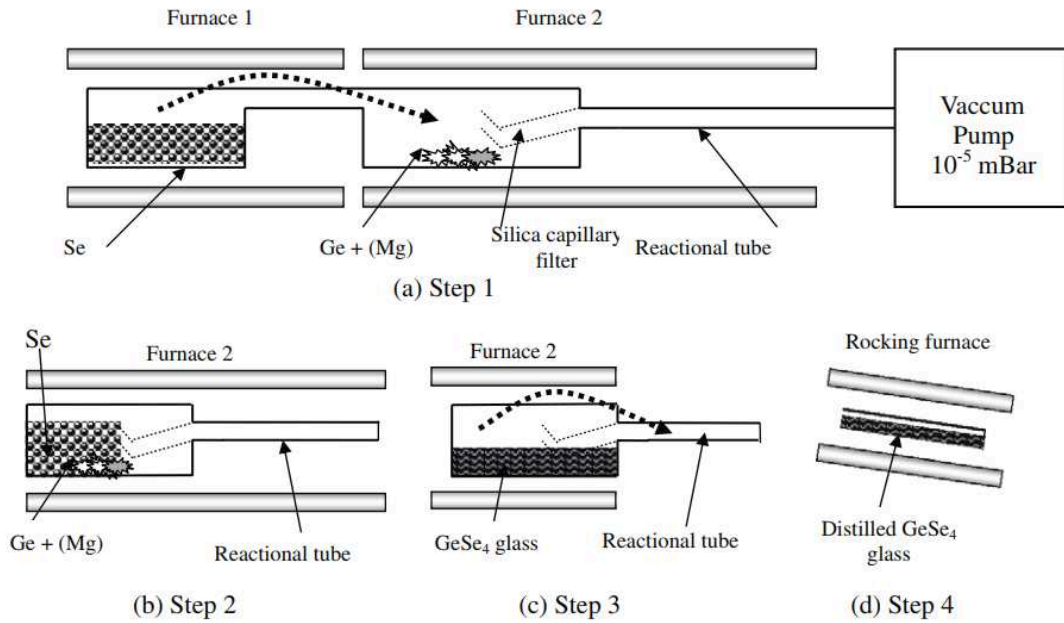 Furnace 1
Furnace 2
Vaccum
Pump
10⁻⁵ mBar
Se
Ge + (Mg)
Silica capillary
filter
Reactional tube
(a) Step 1
Se
Furnace 2
Ge + (Mg)
Reactional tube
(b) Step 2
Furnace 2
GeSe₄ glass
Reactional tube
(c) Step 3
Rocking furnace
Distilled GeSe₄
glass
(d) Step 4